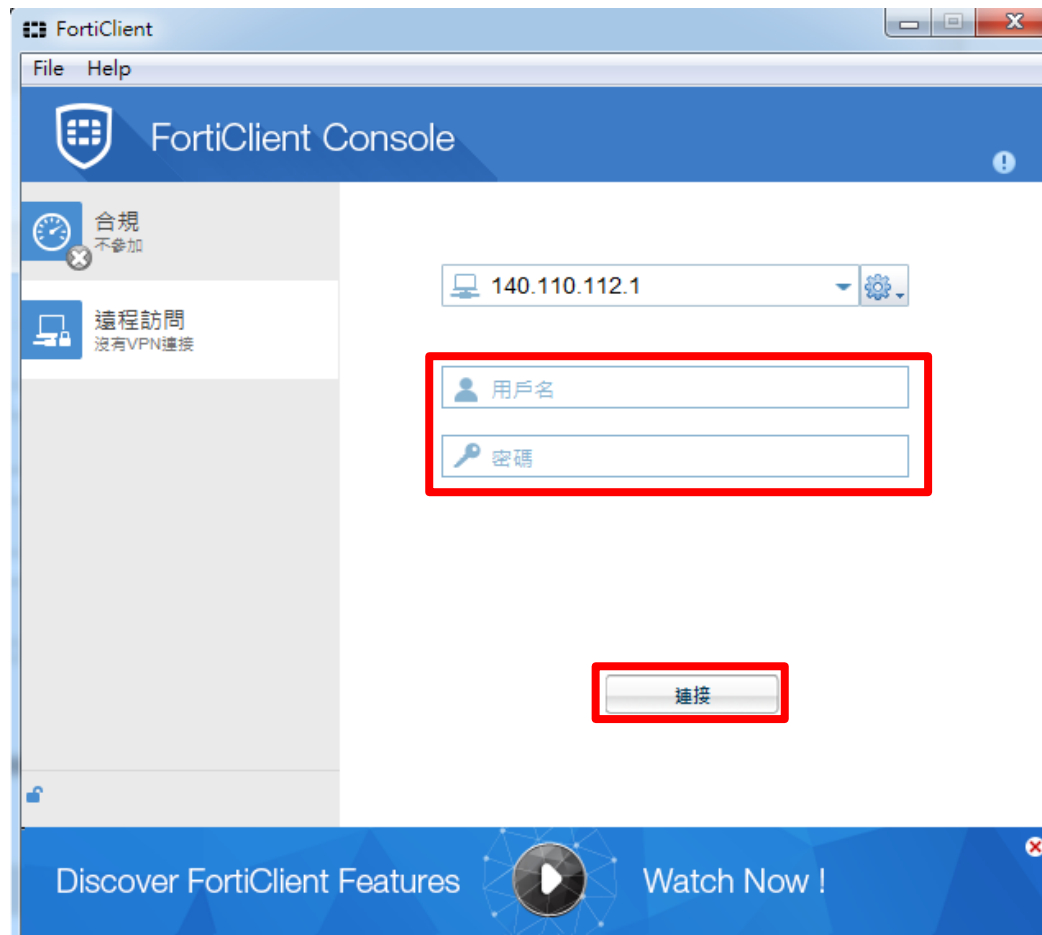 FortiClient
File Help
FortiClient Console
合規
不參加
遠程訪問
沒有VPN連接
140.110.112.1
用戶名
密碼
連接
Discover FortiClient Features Watch Now !